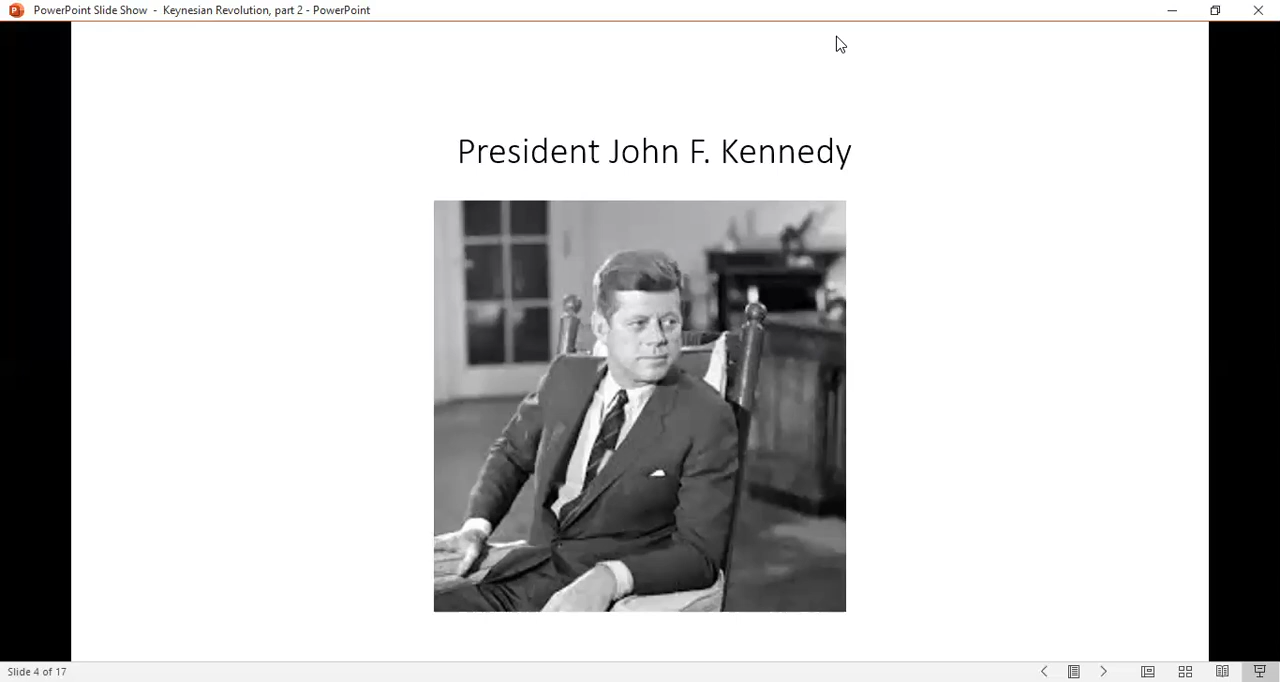 PowerPoint Slide Show - Keynesian Revolution, part 2 - PowerPoint
President John F. Kennedy
Slide 4 of 17